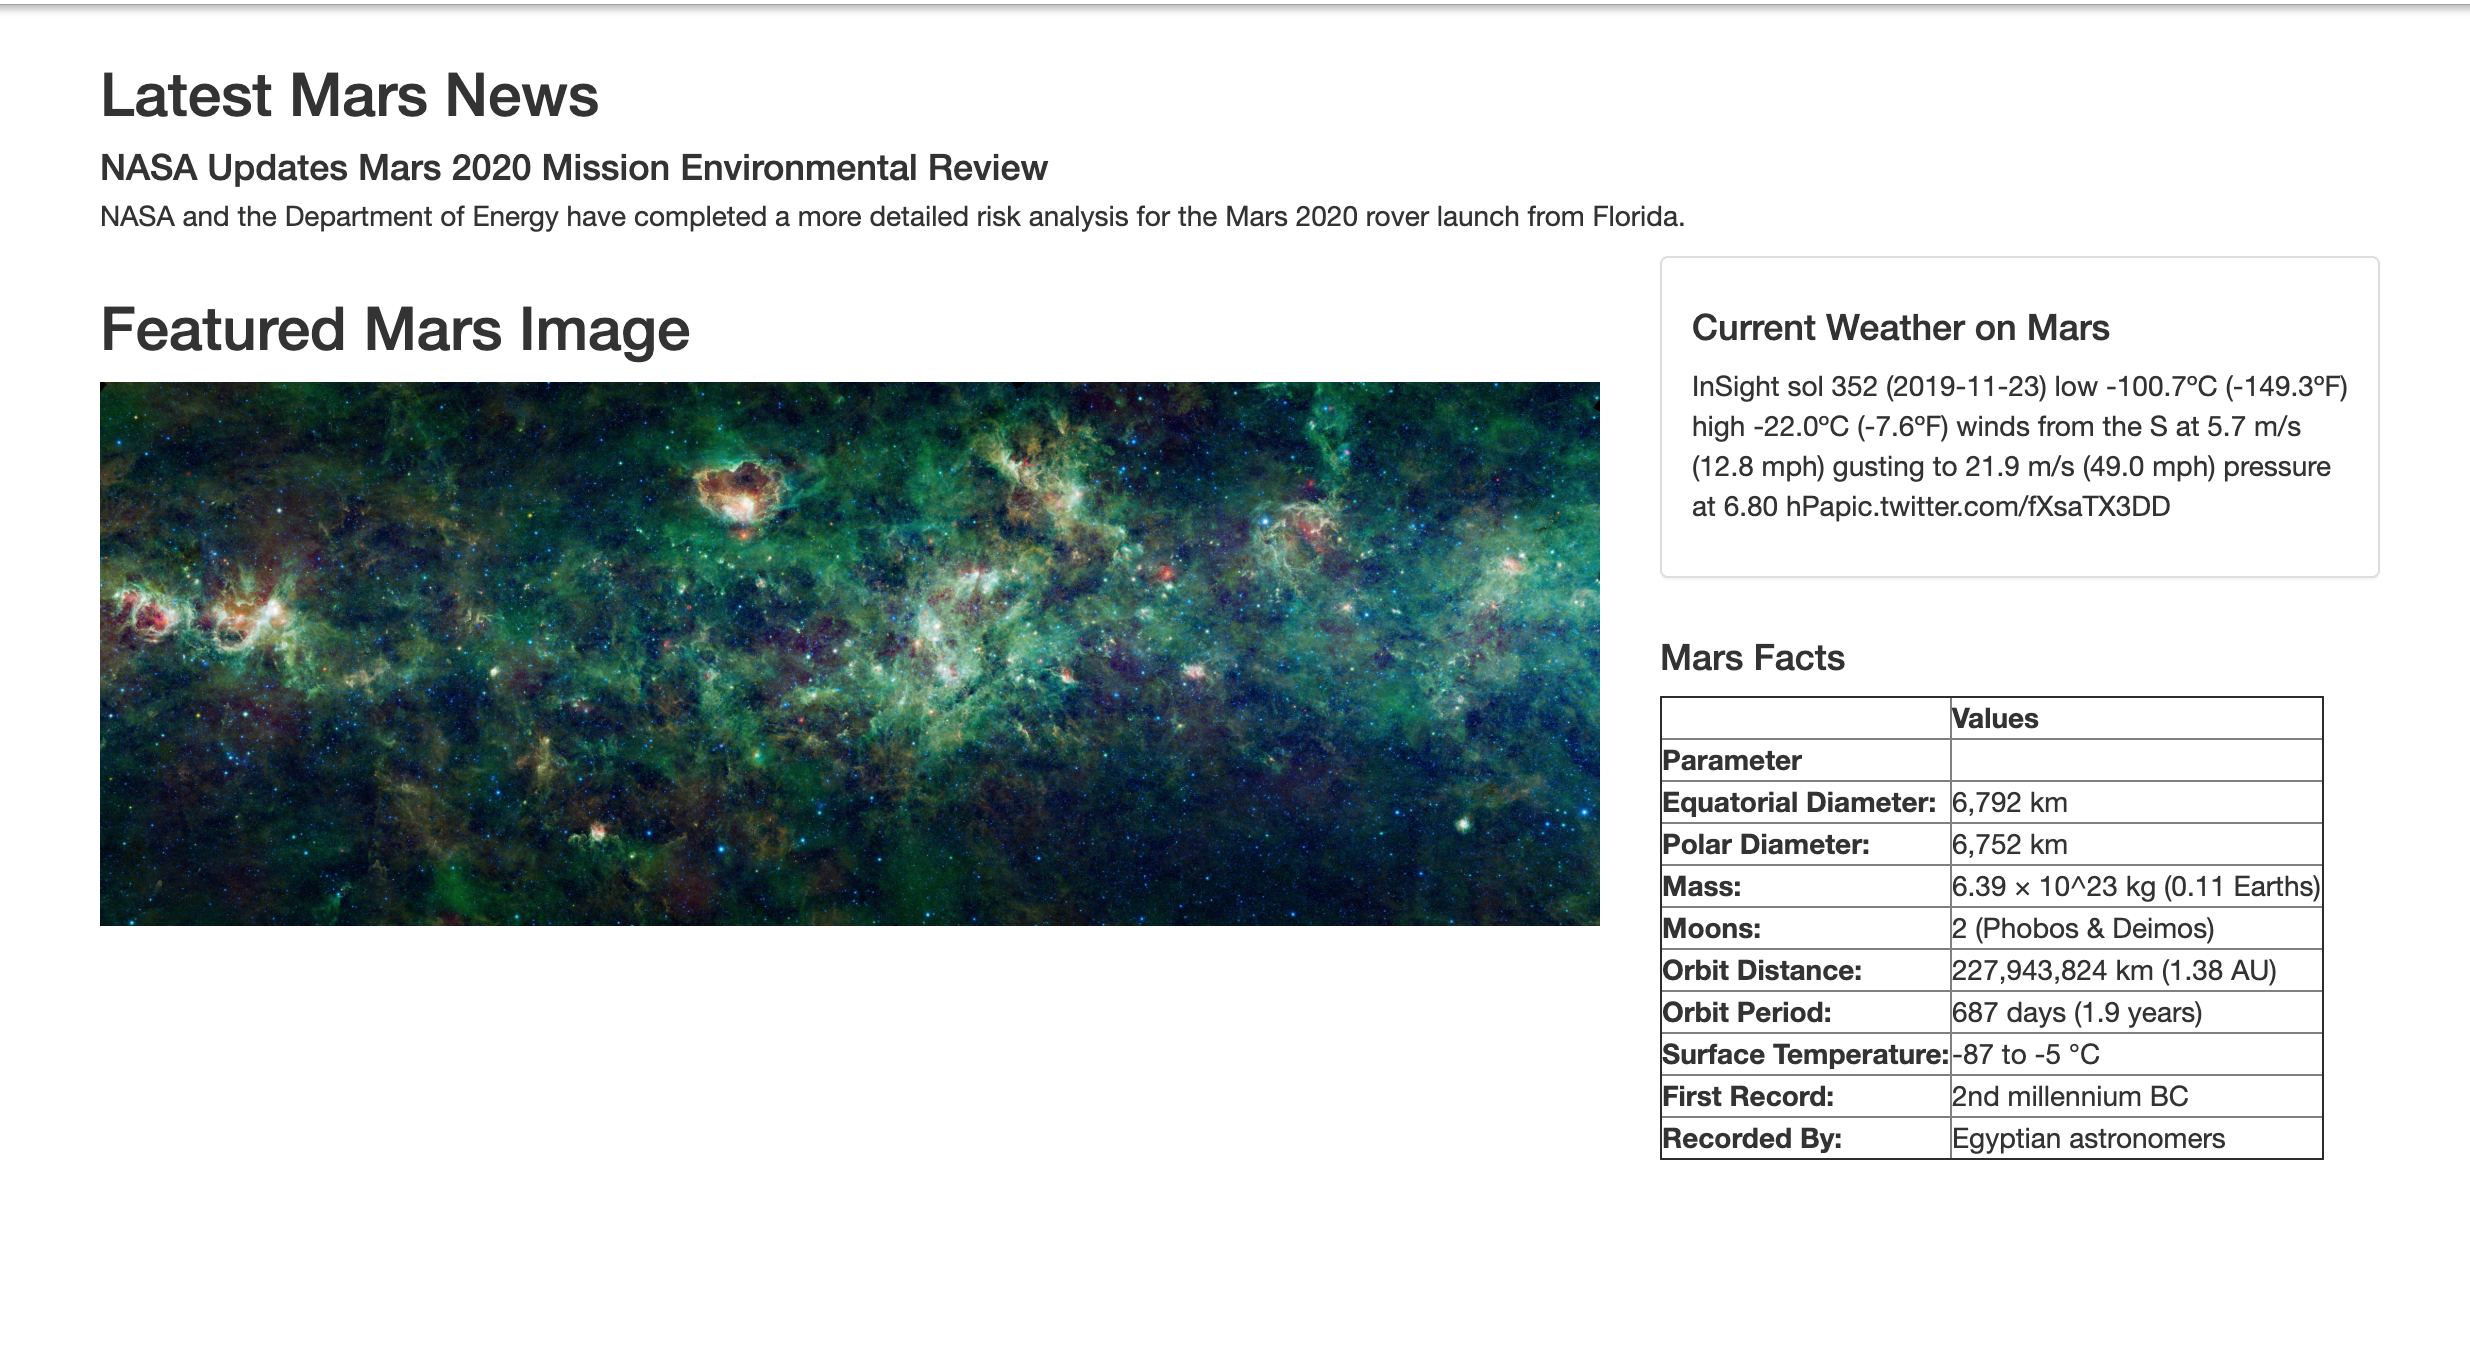 Latest Mars News
NASA Updates Mars 2020 Mission Environmental Review
NASA and the Department of Energy have completed a more detailed risk analysis for the Mars 2020 rover launch from Florida.
Featured Mars Image
Current Weather on Mars
InSight sol 352 (2019-11-23) low -100.7ºC (-149.3ºF)
high -22.0ºC (-7.6ºF) winds from the S at 5.7 m/s
(12.8 mph) gusting to 21.9 m/s (49.0 mph) pressure
at 6.80 hPapic.twitter.com/fXsaTX3DD
Mars Facts
Values
Parameter
Equatorial Diameter: 6,792 km
Polar Diameter: 6,752 km
Mass: 6.39 × 10^23 kg (0.11 Earths)
Moons: 2 (Phobos & Deimos)
Orbit Distance: 227,943,824 km (1.38 AU)
Orbit Period: 687 days (1.9 years)
Surface Temperature: -87 to -5 °C
First Record: 2nd millennium BC
Recorded By: Egyptian astronomers